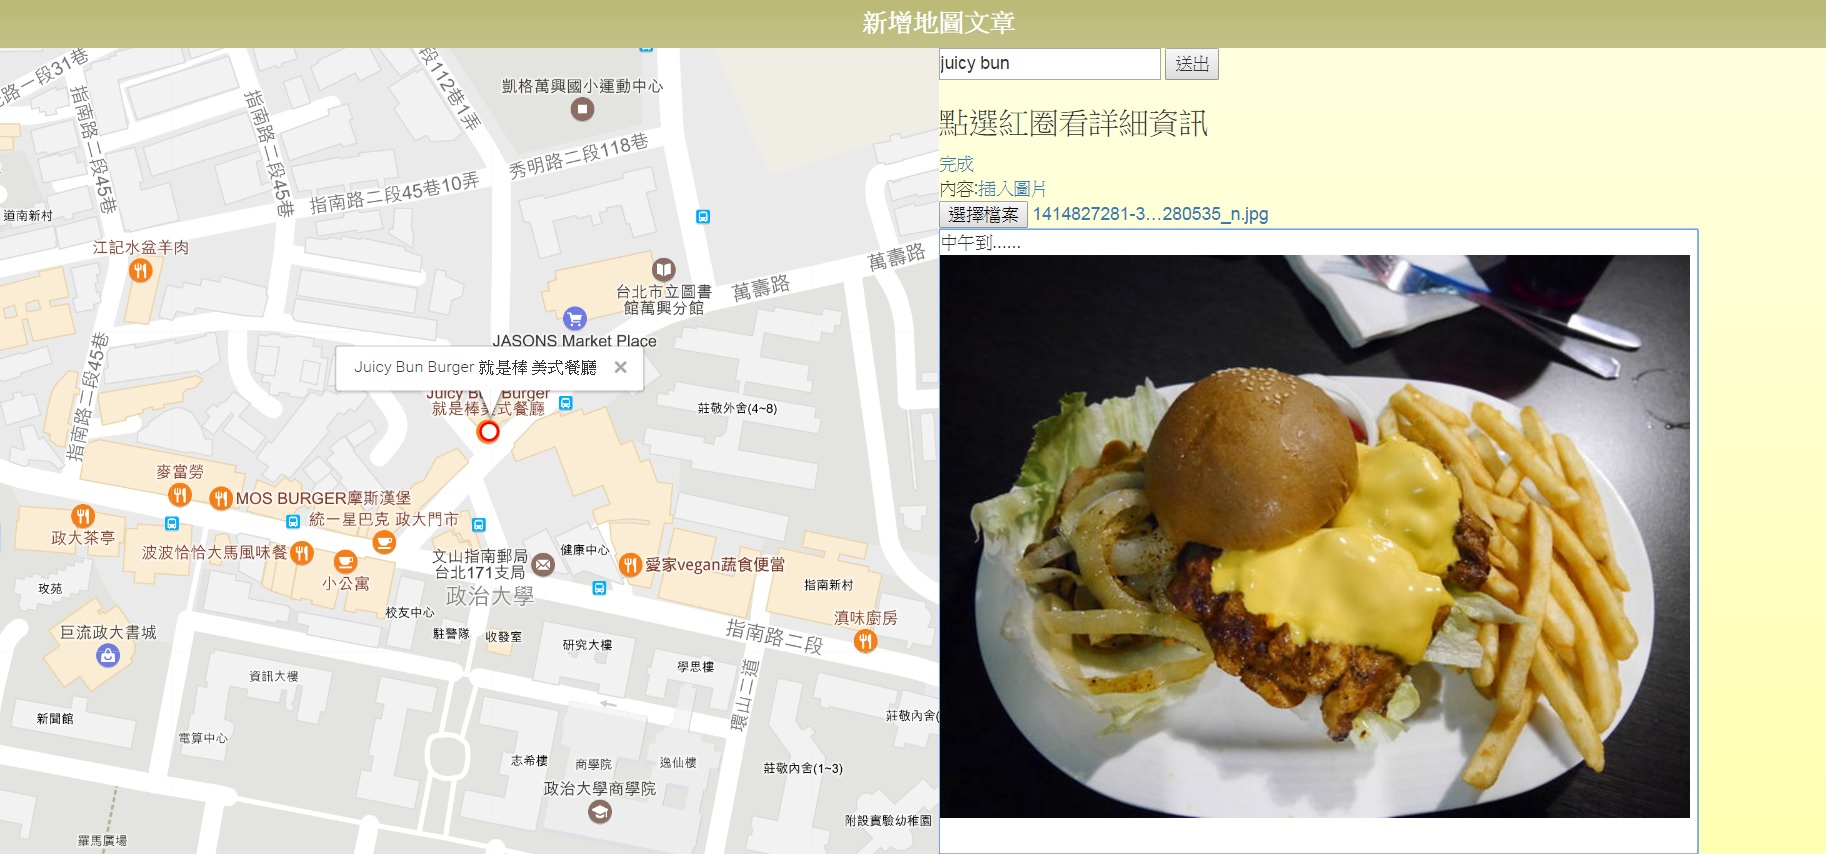 新增地圖文章
juicy bun
送出
點選紅圈看詳細資訊
完成
內容:插入圖片
選擇檔案 1414827281-3...280535_n.jpg
中午到......
路一段31巷
指南路二段45巷
指南路二段45巷
段112巷1弄
凱格萬興國小運動中心
秀明路二段118巷
指南路二段45巷10弄
道南新村
江記水盆羊肉
萬壽路
台北市立圖書
館萬興分館
萬壽路
JASONS Market Place
Juicy Bun Burger 就是棒 美式餐廳
Juicy Bun Burger
就是棒美式餐廳
指南路二段45巷
莊敬外舍(4~8)
麥當勞
MOS BURGER摩斯漢堡
統一星巴克 政大門市
政大茶亭
波波恰恰大馬風味餐
小公寓
文山指南郵局
台北171支局
健康中心
愛家vegan蔬食便當
政治大學
指南新村
玫苑
校友中心
滇味廚房
巨流政大書城
駐警隊
收發室
研究大樓
指南路二段
學思樓
資訊大樓
環山二道
新聞館
電算中心
莊敬內舍(
志希樓
商學院
逸仙樓
莊敬內舍(1~3)
政治大學商學院
附設實驗幼稚園
羅馬廣場